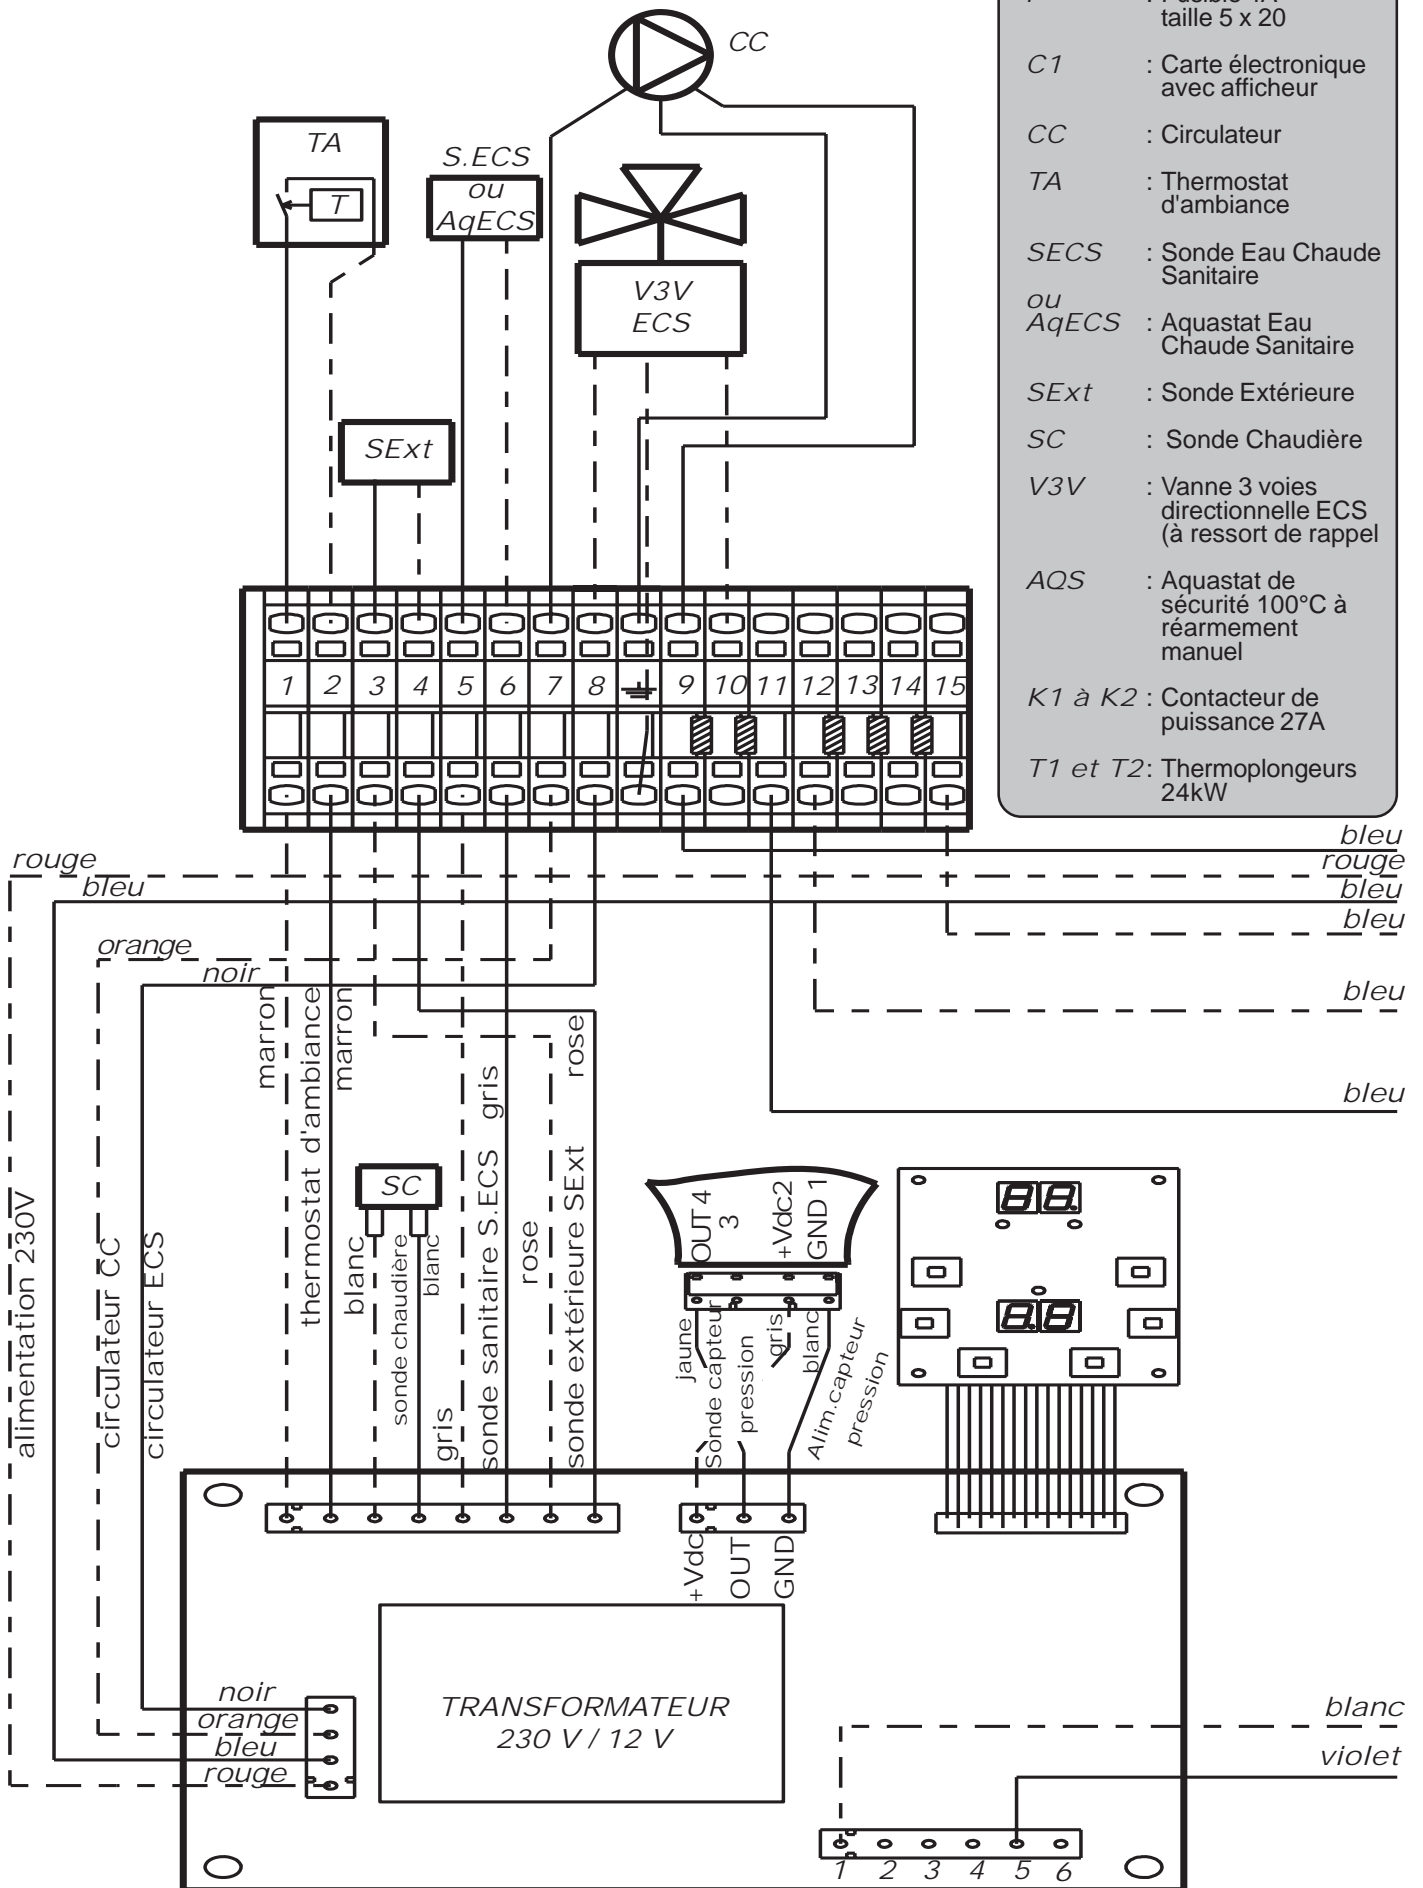 taille 5 x 20
C1 : Carte électronique
avec afficheur
CC : Circulateur
TA : Thermostat
d'ambiance
SECS : Sonde Eau Chaude
Sanitaire
ou
AqECS : Aquastat Eau
Chaude Sanitaire
SExt : Sonde Extérieure
SC : Sonde Chaudière
V3V : Vanne 3 voies
directionnelle ECS
(à ressort de rappel
AQS : Aquastat de
sécurité 100°C à
réarmement
manuel
K1 à K2 : Contacteur de
puissance 27A
T1 et T2 : Thermoplongeurs
24kW
CC
TA
T
S.ECS
ou
AqECS
V3V
ECS
SExt
1 2 3 4 5 6 7 8 9 10 11 12 13 14 15
bleu
rouge
bleu
bleu
bleu
bleu
rouge
bleu
orange
noir
alimentation 230V
circulateur CC
circulateur ECS
marron
thermostat d'ambiance
marron
blanc
SC
sonde chaudière
blanc
gris
sonde sanitaire S.ECS
gris
rose
sonde extérieure SExt
rose
OUT 4
3
+Vdc2
GND 1
jaune
Sonde capteur
pression
gris
blanc
Alim.capteur
pression
88.
8.8
+Vdc
OUT
GND
TRANSFORMATEUR
230 V / 12 V
noir
orange
bleu
rouge
blanc
violet
1 2 3 4 5 6